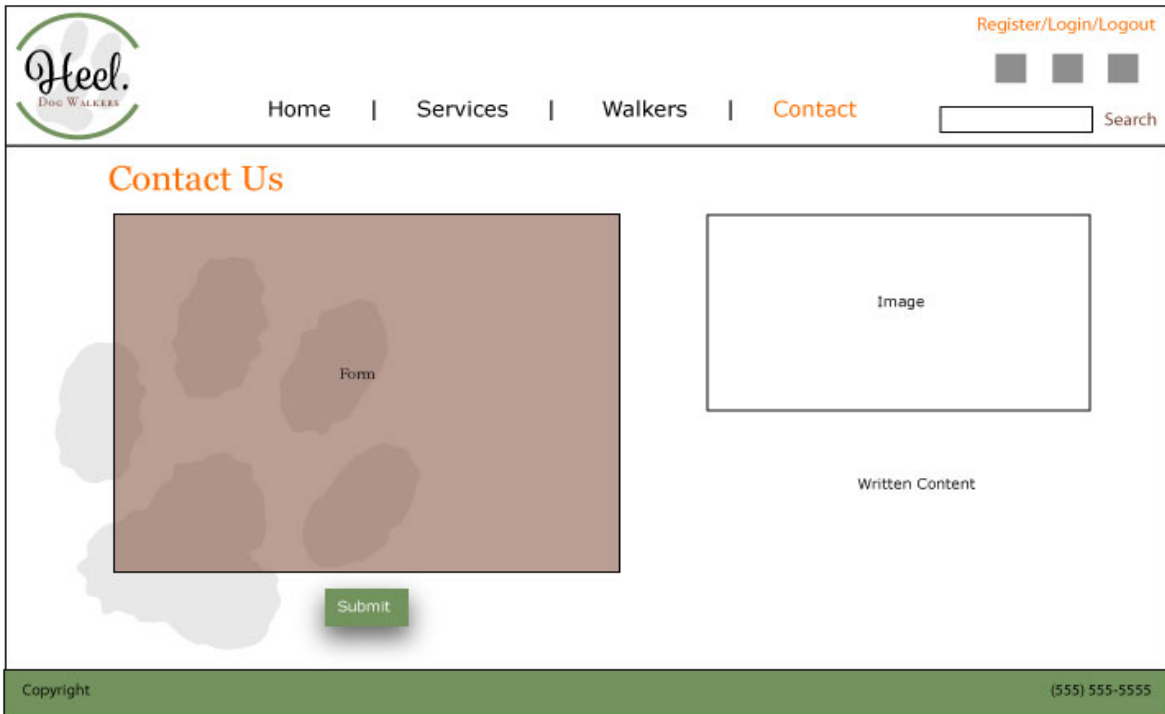 Register/Login/Logout
Heel.
Dog Walkers
Home | Services | Walkers | Contact
Search
Contact Us
Form
Image
Written Content
Submit
Copyright
(555) 555-5555